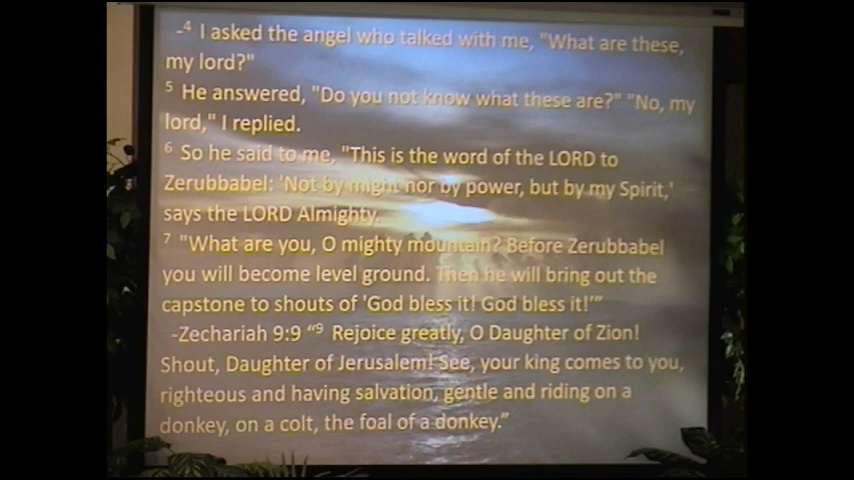 -4 I asked the angel who talked with me, "What are these,
my lord?"
5 He answered, "Do you not know what these are?" "No, my
lord," I replied.
6 So he said to me, "This is the word of the LORD to
Zerubbabel: 'Not by might nor by power, but by my Spirit,'
says the LORD Almighty.
7 "What are you, O mighty mountain? Before Zerubbabel
you will become level ground. Then he will bring out the
capstone to shouts of 'God bless it! God bless it!'"
-Zechariah 9:9 "9 Rejoice greatly, O Daughter of Zion!
Shout, Daughter of Jerusalem! See, your king comes to you,
righteous and having salvation, gentle and riding on a
donkey, on a colt, the foal of a donkey."